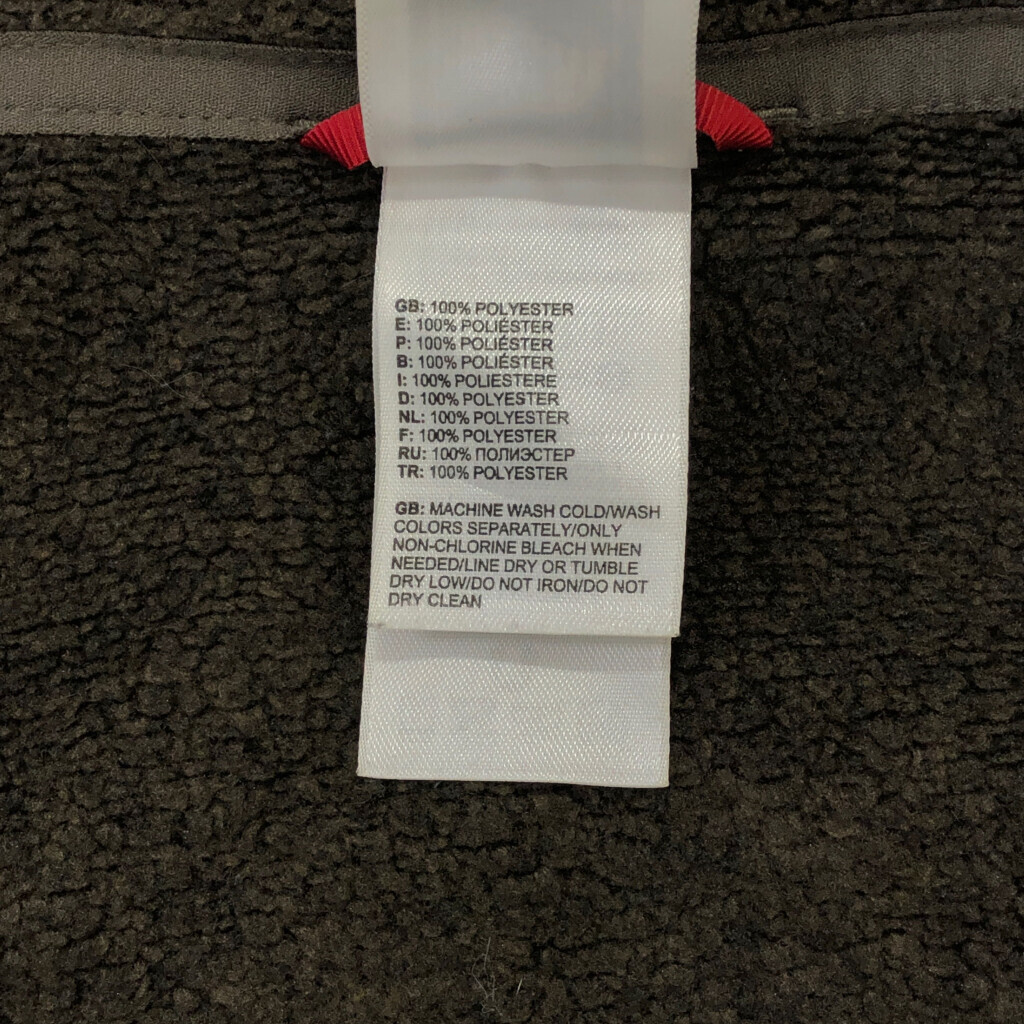 GB: 100% POLYESTER
E: 100% POLIÉSTER
P: 100% POLIÉSTER
B: 100% POLIÉSTER
I: 100% POLIESTERE
D: 100% POLYESTER
NL: 100% POLYESTER
F: 100% POLYESTER
RU: 100% ПОЛИЭСТЕР
TR: 100% POLYESTER
GB: MACHINE WASH COLD/WASH
COLORS SEPARATELY/ONLY
NON-CHLORINE BLEACH WHEN
NEEDED/LINE DRY OR TUMBLE
DRY LOW/DO NOT IRON/DO NOT
DRY CLEAN